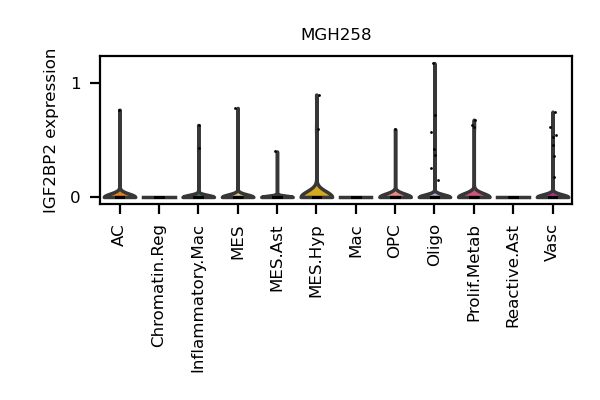 MGH258
IGF2BP2 expression
1
0
AC
Chromatin.Reg
Inflammatory.Mac
MES
MES.Ast
MES.Hyp
Mac
OPC
Oligo
Prolif.Metab
Reactive.Ast
Vasc